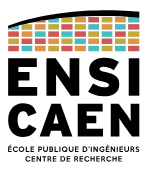 ENSI
CAEN
ÉCOLE PUBLIQUE D'INGÉNIEURS
CENTRE DE RECHERCHE